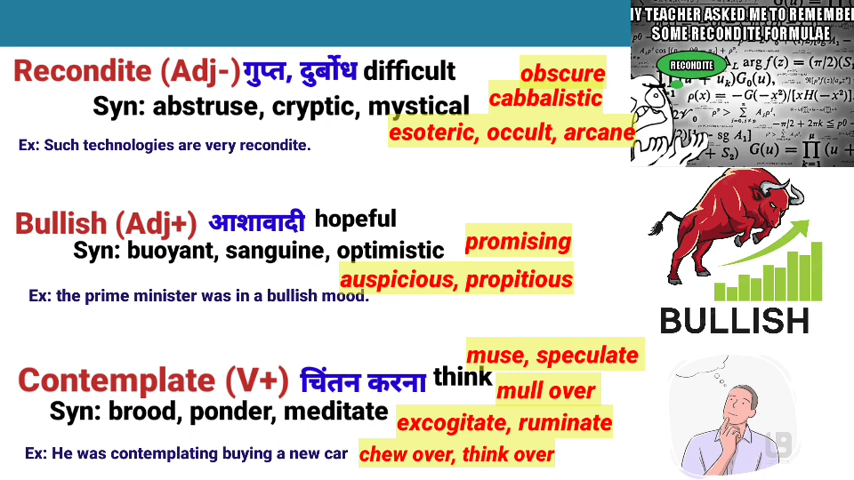 Recondite (Adj-) गुप्त, दुर्बोध difficult
obscure
Syn: abstruse, cryptic, mystical
cabbalistic
esoteric, occult, arcane
Ex: Such technologies are very recondite.
MY TEACHER ASKED ME TO REMEMBER
SOME RECONDITE FORMULAE
RECONDITE
Bullish (Adj+) आशावादी hopeful
Syn: buoyant, sanguine, optimistic
promising
auspicious, propitious
Ex: the prime minister was in a bullish mood.
BULLISH
Contemplate (V+) चिंतन करना think
muse, speculate
mull over
Syn: brood, ponder, meditate
excogitate, ruminate
Ex: He was contemplating buying a new car
chew over, think over